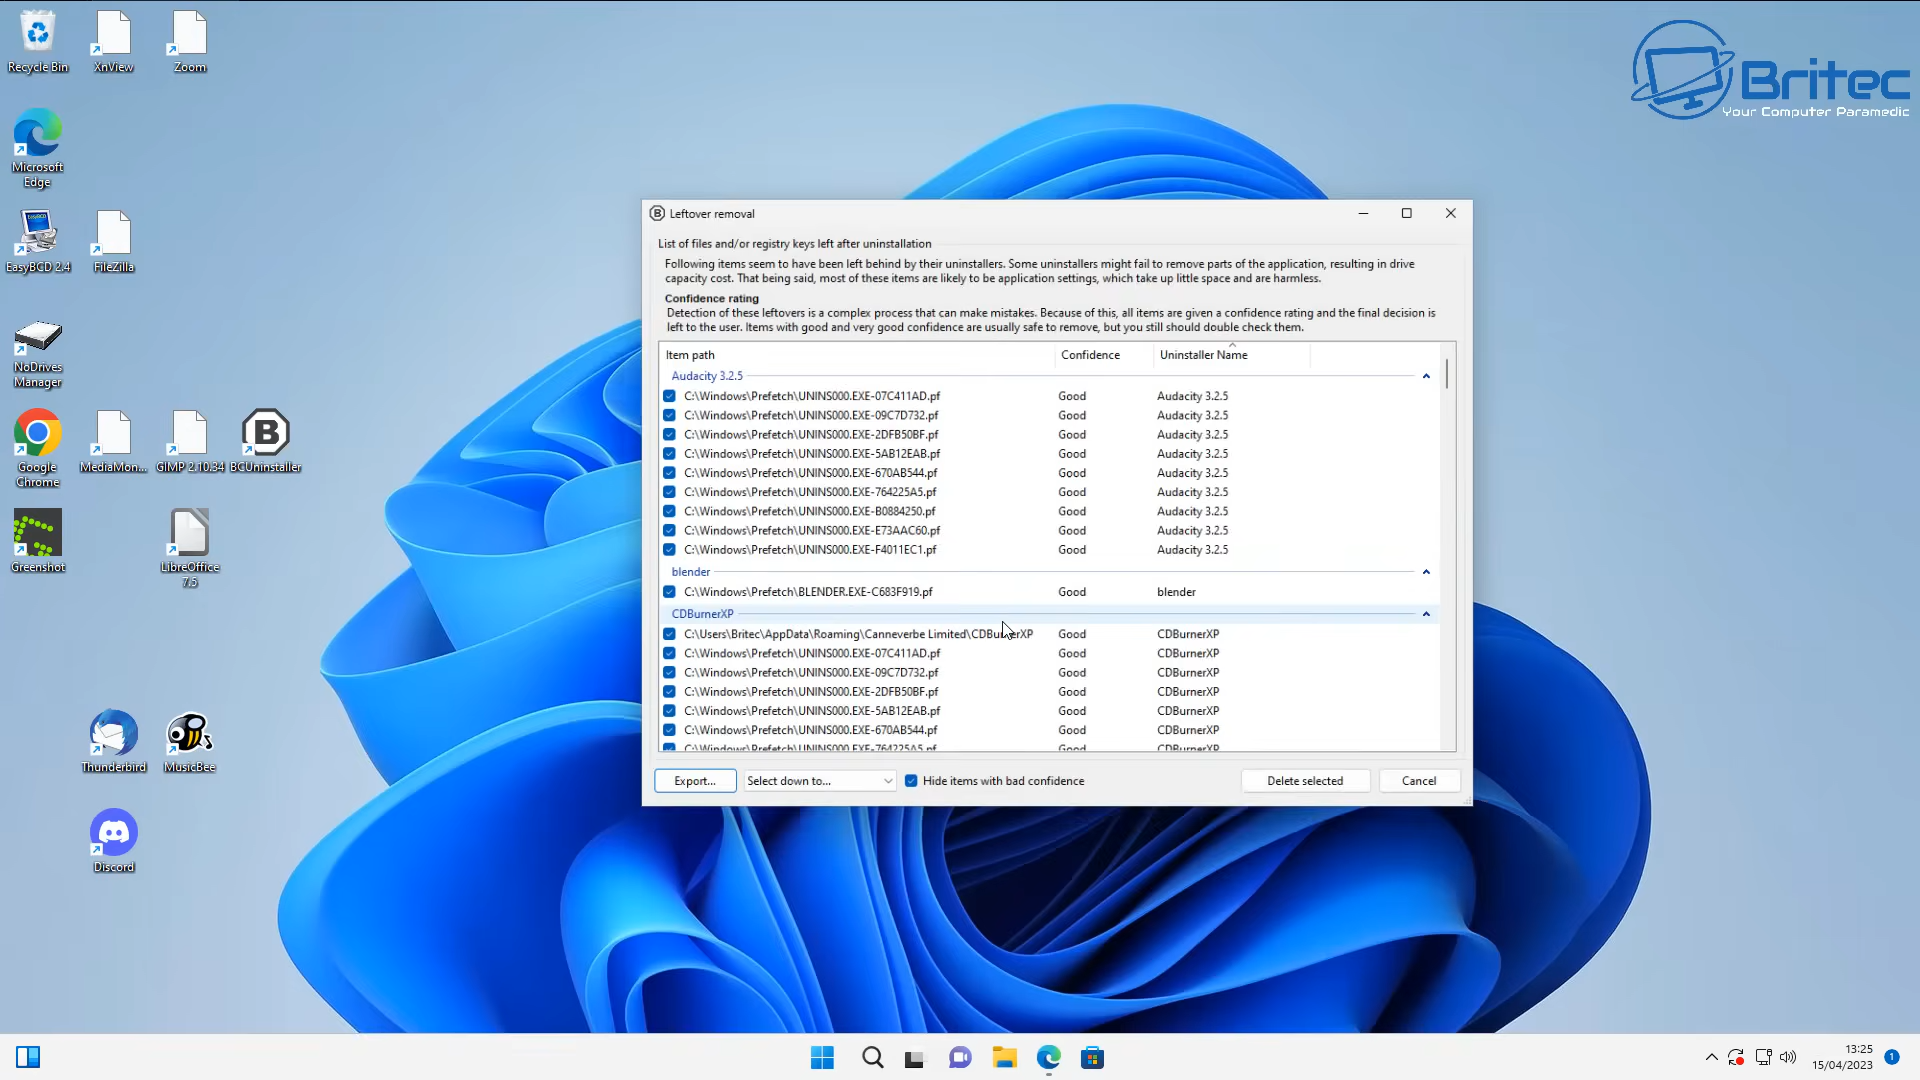 Recycle Bin
XnView
Zoom
Britec
Your Computer Paramedic
Microsoft
Edge
EasyBCD 2.4
FileZilla
NoDrives
Manager
Google
Chrome
MediaMon...
GIMP 2.10.34
BCUninstaller
Greenshot
LibreOffice
7.5
Thunderbird
MusicBee
Discord
Leftover removal
List of files and/or registry keys left after uninstallation
Following items seem to have been left behind by their uninstallers. Some uninstallers might fail to remove parts of the application, resulting in drive
capacity cost. That being said, most of these items are likely to be application settings, which take up little space and are harmless.
Confidence rating
Detection of these leftovers is a complex process that can make mistakes. Because of this, all items are given a confidence rating and the final decision is
left to the user. Items with good and very good confidence are usually safe to remove, but you still should double check them.
Item path Confidence Uninstaller Name
Audacity 3.2.5
C:\Windows\Prefetch\UNINS000.EXE-07C411AD.pf Good Audacity 3.2.5
C:\Windows\Prefetch\UNINS000.EXE-09C7D732.pf Good Audacity 3.2.5
C:\Windows\Prefetch\UNINS000.EXE-2DFB50BF.pf Good Audacity 3.2.5
C:\Windows\Prefetch\UNINS000.EXE-5AB12EAB.pf Good Audacity 3.2.5
C:\Windows\Prefetch\UNINS000.EXE-670AB544.pf Good Audacity 3.2.5
C:\Windows\Prefetch\UNINS000.EXE-764225A5.pf Good Audacity 3.2.5
C:\Windows\Prefetch\UNINS000.EXE-B0884250.pf Good Audacity 3.2.5
C:\Windows\Prefetch\UNINS000.EXE-E73AAC60.pf Good Audacity 3.2.5
C:\Windows\Prefetch\UNINS000.EXE-F4011EC1.pf Good Audacity 3.2.5
blender
C:\Windows\Prefetch\BLENDER.EXE-C683F919.pf Good blender
CDBurnerXP
C:\Users\Britec\AppData\Roaming\Canneverbe Limited\CDBurnerXP Good CDBurnerXP
C:\Windows\Prefetch\UNINS000.EXE-07C411AD.pf Good CDBurnerXP
C:\Windows\Prefetch\UNINS000.EXE-09C7D732.pf Good CDBurnerXP
C:\Windows\Prefetch\UNINS000.EXE-2DFB50BF.pf Good CDBurnerXP
C:\Windows\Prefetch\UNINS000.EXE-5AB12EAB.pf Good CDBurnerXP
C:\Windows\Prefetch\UNINS000.EXE-670AB544.pf Good CDBurnerXP
C:\Windows\Prefetch\UNINS000.EXE-764225A5.pf Good CDBurnerXP
Export... Select down to... Hide items with bad confidence Delete selected Cancel
13:25
15/04/2023
1